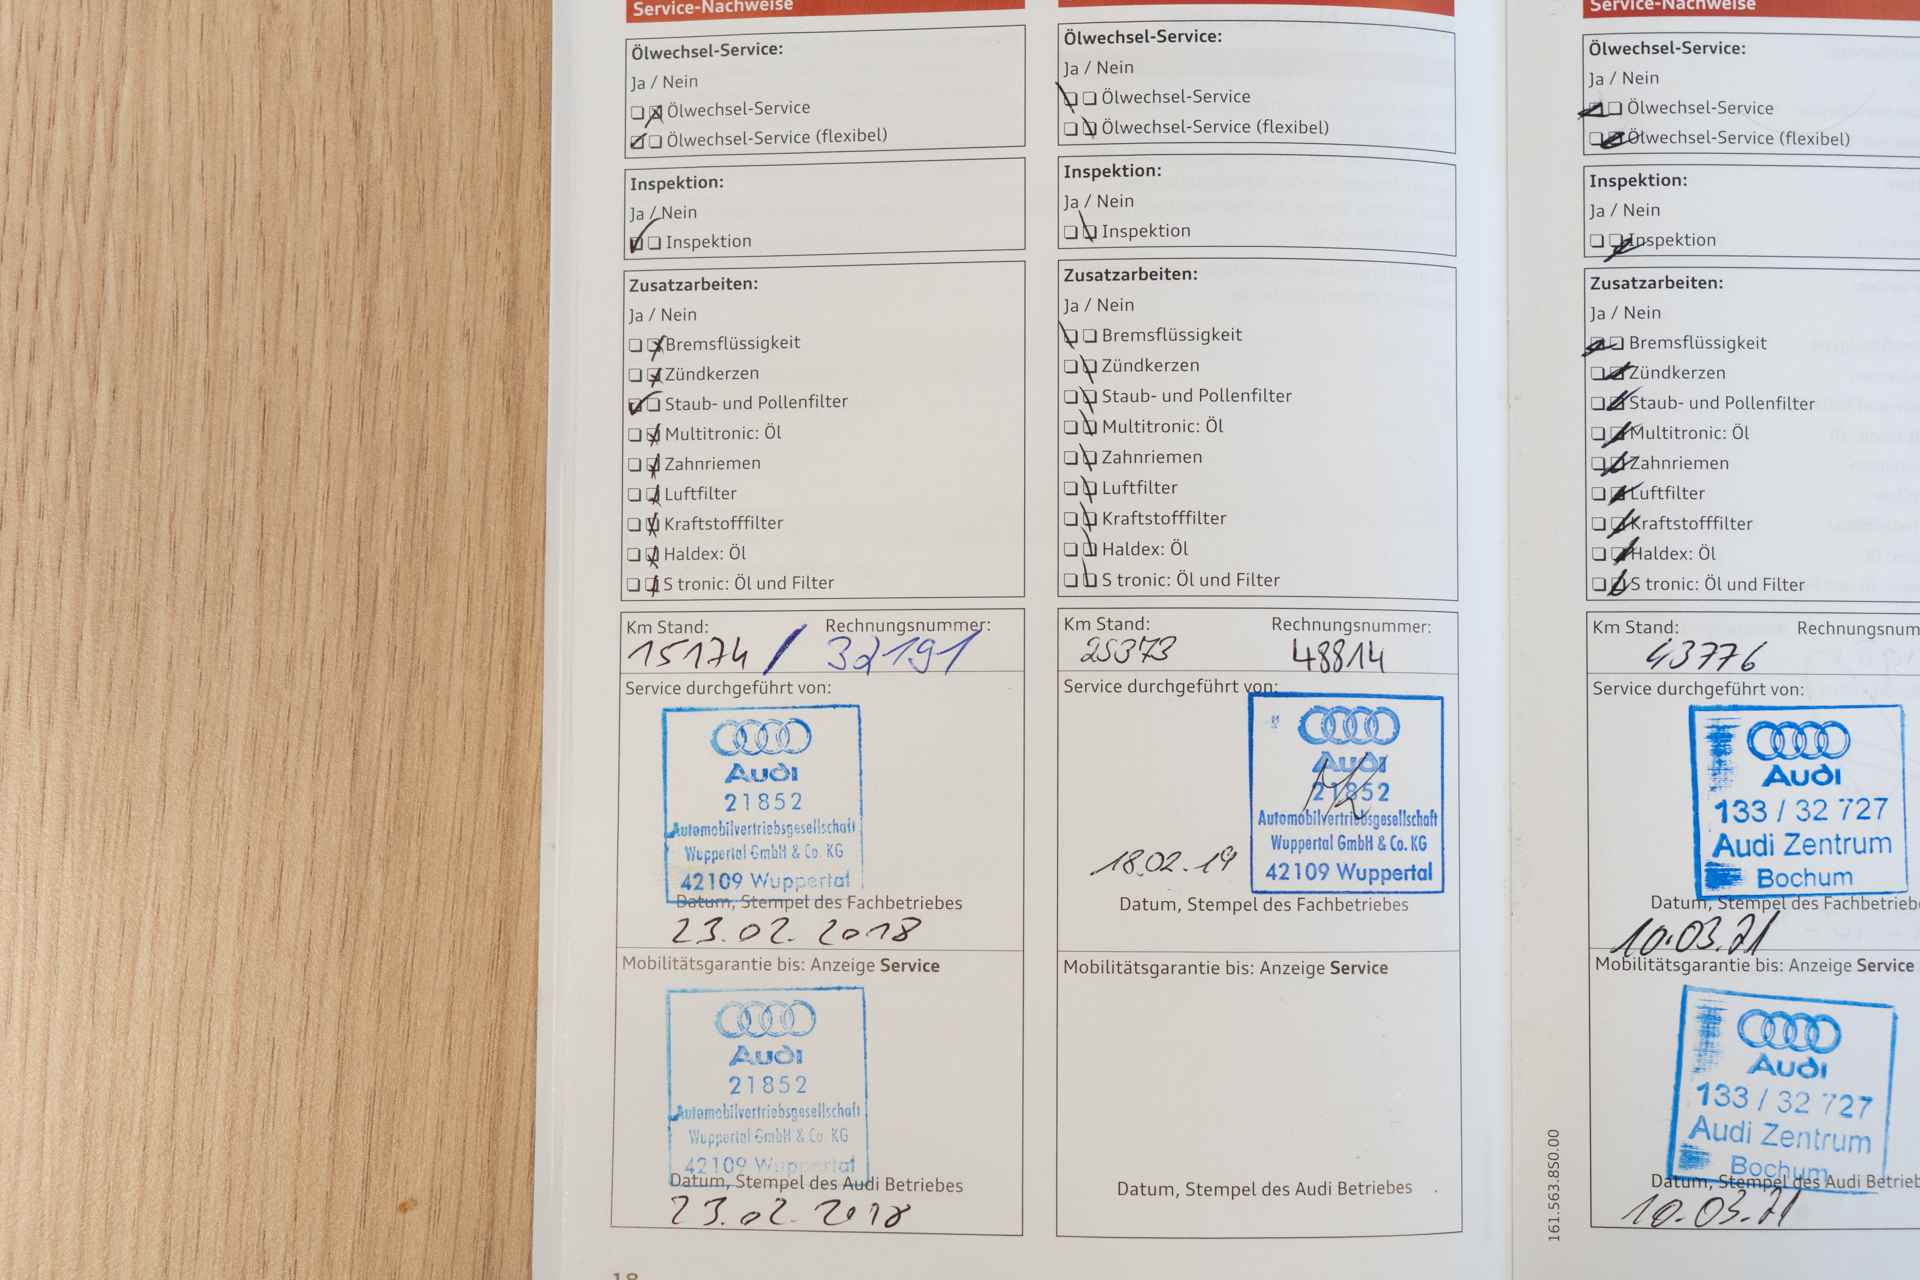 Service-Nachweise
Ölwechsel-Service:
Ja / Nein
Ölwechsel-Service
Ölwechsel-Service (flexibel)
Inspektion:
Ja / Nein
Inspektion
Zusatzarbeiten:
Ja / Nein
Bremsflüssigkeit
Zündkerzen
Staub- und Pollenfilter
Multitronic: Öl
Zahnriemen
Luftfilter
Kraftstofffilter
Haldex: Öl
S tronic: Öl und Filter
Km Stand: Rechnungsnummer:
15174 / 32191
Service durchgeführt von:
Audi
21852
Automobilvertriebsgesellschaft
Wuppertal GmbH & Co. KG
42109 Wuppertal
Datum, Stempel des Fachbetriebes
23.02.2018
Mobilitätsgarantie bis: Anzeige Service
Audi
21852
Automobilvertriebsgesellschaft
Wuppertal GmbH & Co. KG
42109 Wuppertal
Datum, Stempel des Audi Betriebes
23.02.2018
Ölwechsel-Service:
Ja / Nein
Ölwechsel-Service
Ölwechsel-Service (flexibel)
Inspektion:
Ja / Nein
Inspektion
Zusatzarbeiten:
Ja / Nein
Bremsflüssigkeit
Zündkerzen
Staub- und Pollenfilter
Multitronic: Öl
Zahnriemen
Luftfilter
Kraftstofffilter
Haldex: Öl
S tronic: Öl und Filter
Km Stand: Rechnungsnummer:
25373 48814
Service durchgeführt von:
Audi
21852
Automobilvertriebsgesellschaft
Wuppertal GmbH & Co. KG
42109 Wuppertal
18.02.19
Datum, Stempel des Fachbetriebes
Mobilitätsgarantie bis: Anzeige Service
Datum, Stempel des Audi Betriebes
Service-Nachweise
Ölwechsel-Service:
Ja / Nein
Ölwechsel-Service
Ölwechsel-Service (flexibel)
Inspektion:
Ja / Nein
Inspektion
Zusatzarbeiten:
Ja / Nein
Bremsflüssigkeit
Zündkerzen
Staub- und Pollenfilter
Multitronic: Öl
Zahnriemen
Luftfilter
Kraftstofffilter
Haldex: Öl
S tronic: Öl und Filter
Km Stand: Rechnungsnum
43776
Service durchgeführt von:
Audi
133 / 32 727
Audi Zentrum
Bochum
Datum, Stempel des Fachbetriebe
10.03.21
Mobilitätsgarantie bis: Anzeige Service
Audi
133 / 32 727
Audi Zentrum
Bochum
Datum, Stempel des Audi Betrieb
10.03.21
161.563.850.00